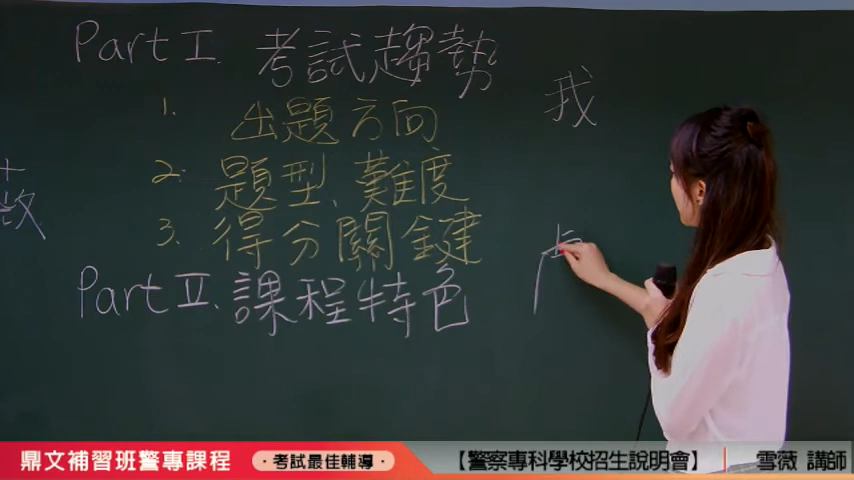 Part I. 考試趨勢
1. 出題方向
2. 題型、難度
3. 得分關鍵
Part II. 課程特色
我
鼎文補習班警專課程
·考試最佳輔導·
【警察專科學校招生說明會】
雪薇 講師